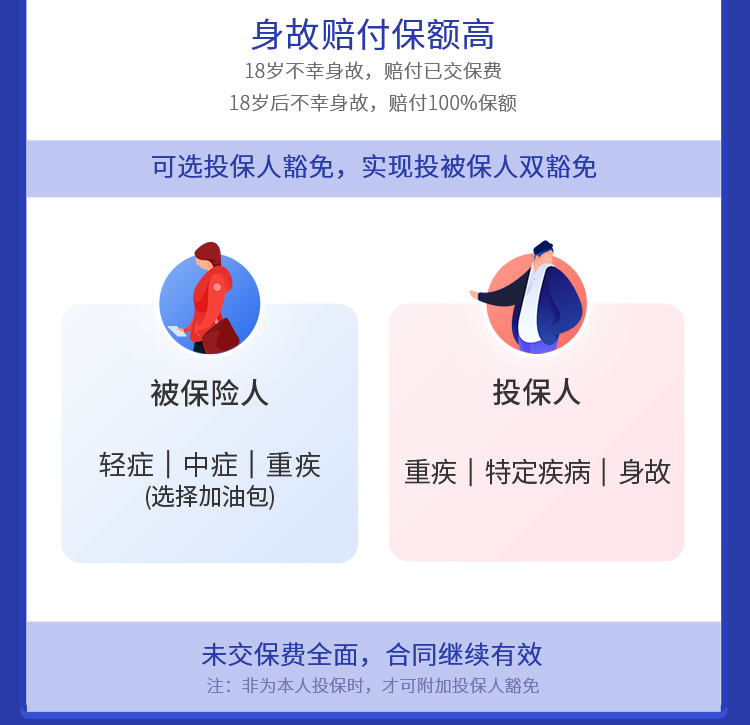 身故赔付保额高
18岁不幸身故，赔付已交保费
18岁后不幸身故，赔付100%保额
可选投保人豁免，实现投被保人双豁免
被保险人
轻症｜中症｜重疾
(选择加油包)
投保人
重疾｜特定疾病｜身故
未交保费全面，合同继续有效
注：非为本人投保时，才可附加投保人豁免